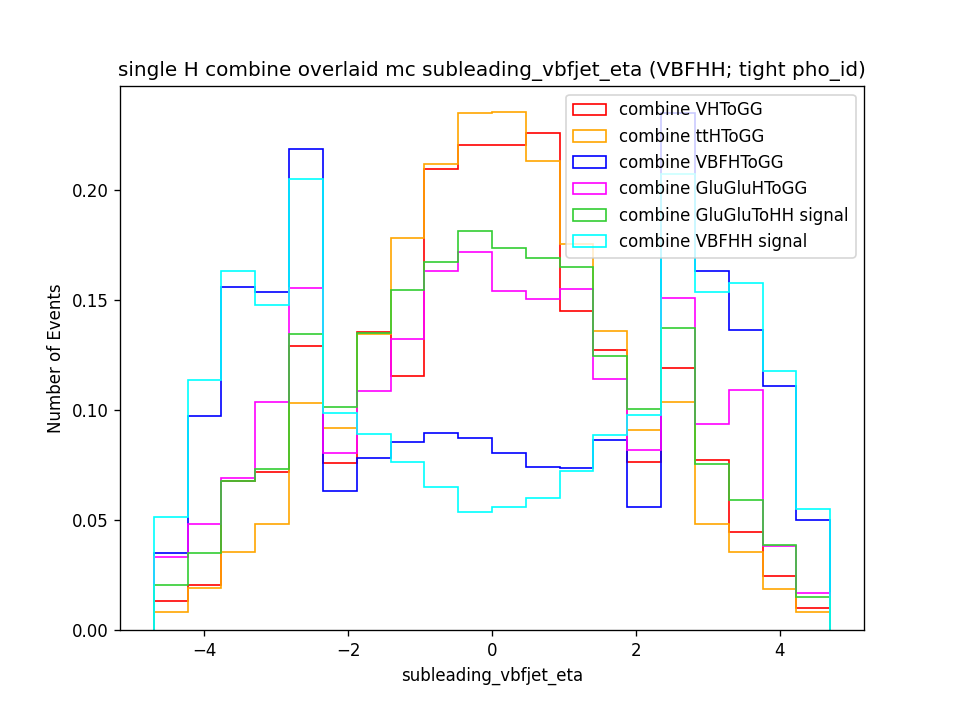 single H combine overlaid mc subleading_vbfjet_eta (VBFHH; tight pho_id)
combine VHToGG
combine ttHToGG
combine VBFHToGG
combine GluGluHToGG
combine GluGluToHH signal
combine VBFHH signal
Number of Events
0.20
0.15
0.10
0.05
0.00
−4 −2 0 2 4
subleading_vbfjet_eta